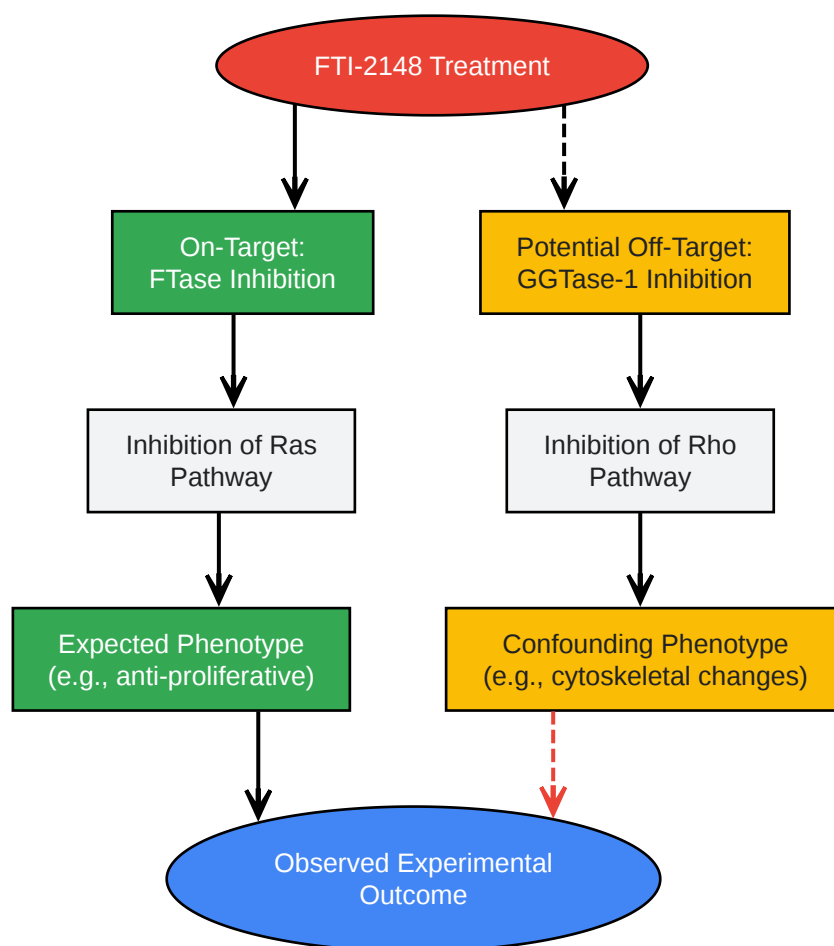 FTI-2148 Treatment
On-Target:
FTase Inhibition
Potential Off-Target:
GGTase-1 Inhibition
Inhibition of Ras
Pathway
Inhibition of Rho
Pathway
Expected Phenotype
(e.g., anti-proliferative)
Confounding Phenotype
(e.g., cytoskeletal changes)
Observed Experimental
Outcome